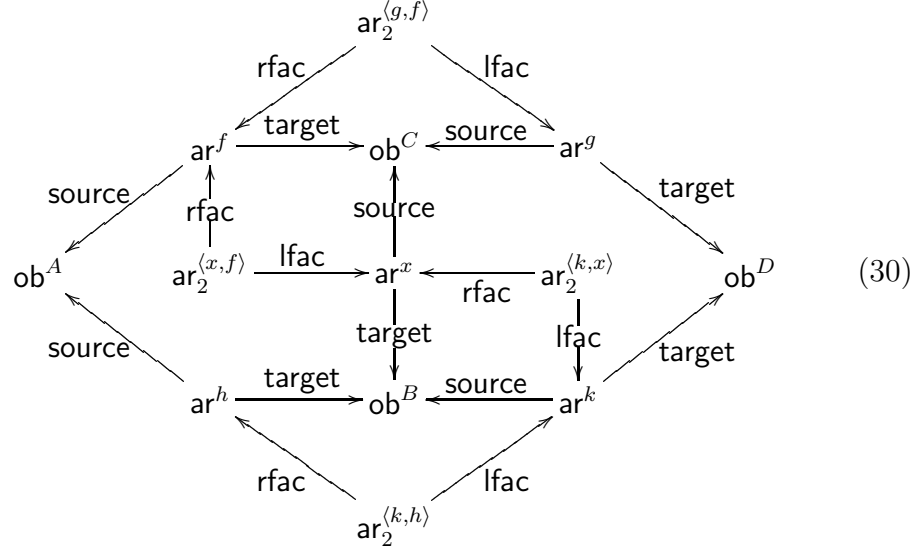 ar₂^{⟨g,f⟩}
rfac lfac
ar^f target ob^C source ar^g
source rfac source target
ob^A ar₂^{⟨x,f⟩} lfac ar^x rfac ar₂^{⟨k,x⟩} ob^D (30)
source target lfac target
ar^h target ob^B source ar^k
rfac lfac
ar₂^{⟨k,h⟩}